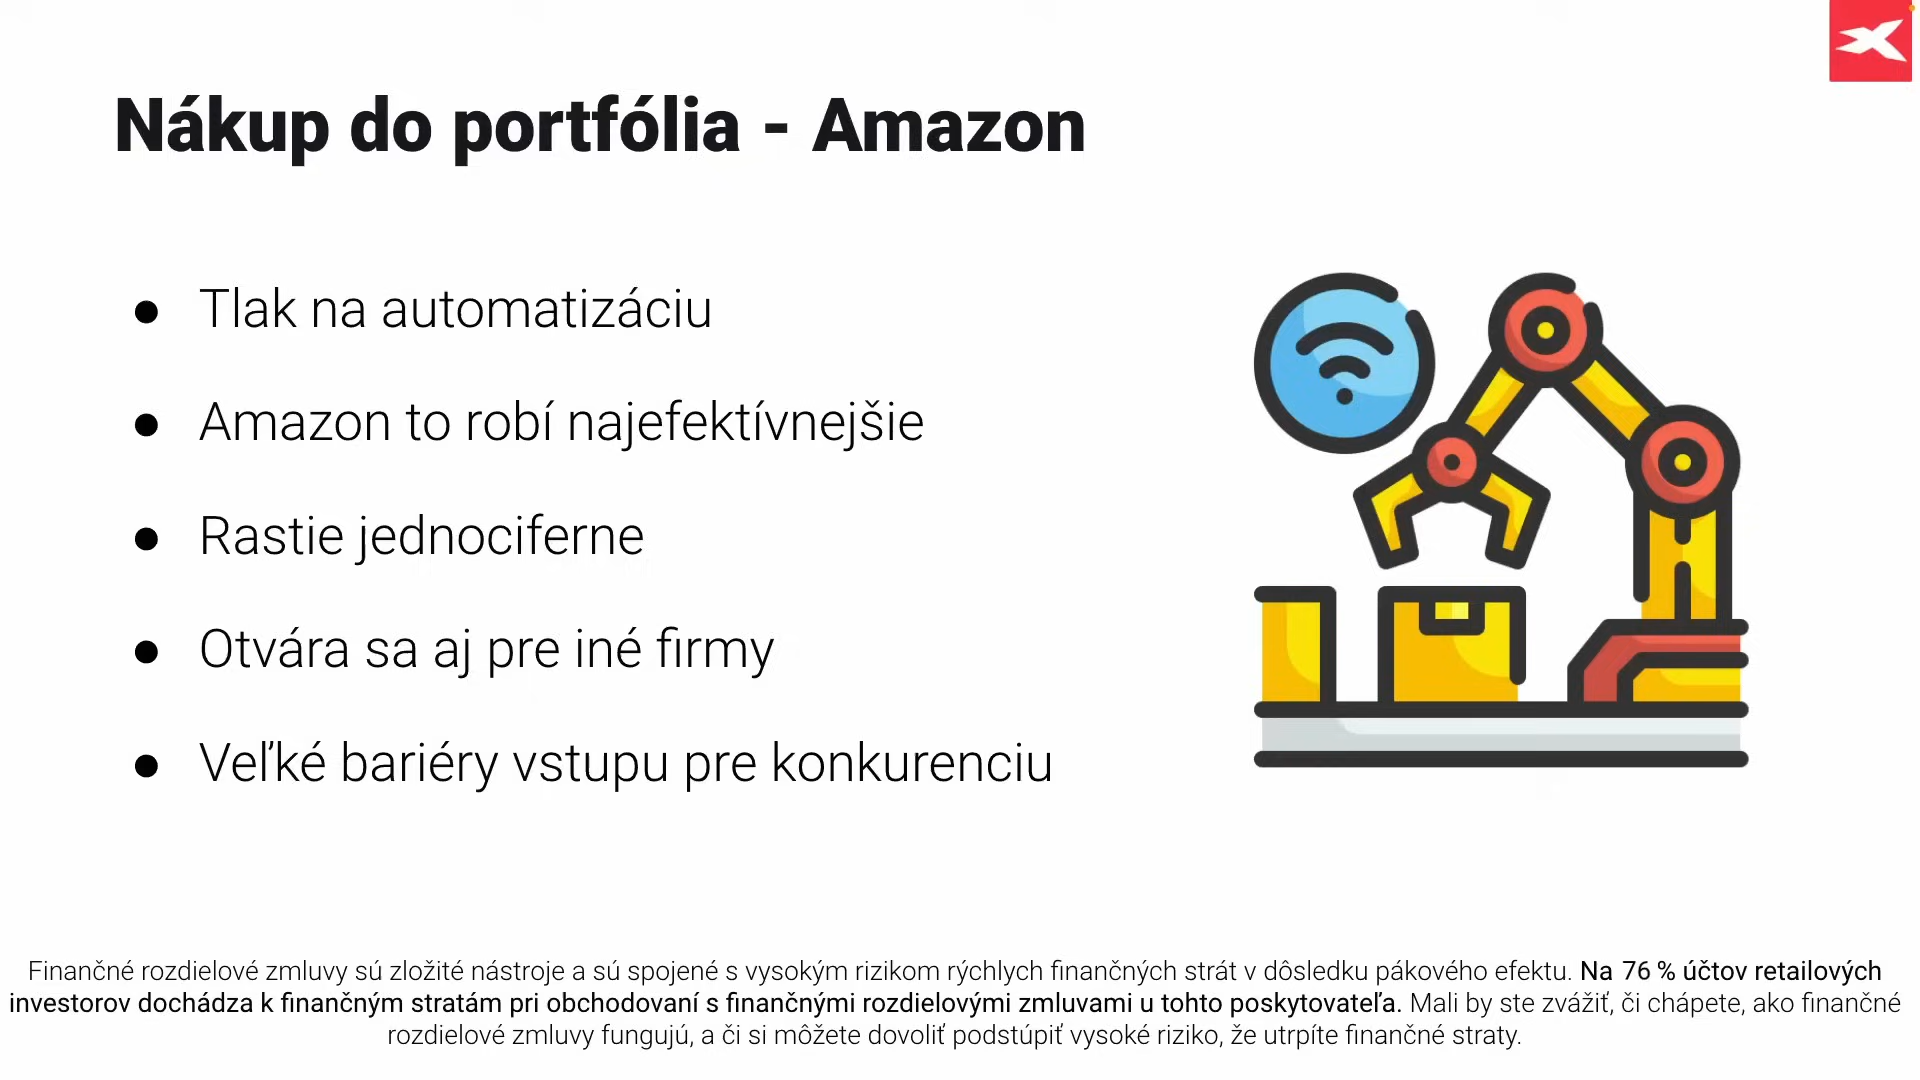 Nákup do portfólia - Amazon
● Tlak na automatizáciu
● Amazon to robí najefektívnejšie
● Rastie jednociferne
● Otvára sa aj pre iné firmy
● Veľké bariéry vstupu pre konkurenciu
Finančné rozdielové zmluvy sú zložité nástroje a sú spojené s vysokým rizikom rýchlych finančných strát v dôsledku pákového efektu. Na 76 % účtov retailových
investorov dochádza k finančným stratám pri obchodovaní s finančnými rozdielovými zmluvami u tohto poskytovateľa. Mali by ste zvážiť, či chápete, ako finančné
rozdielové zmluvy fungujú, a či si môžete dovoliť podstúpiť vysoké riziko, že utrpíte finančné straty.